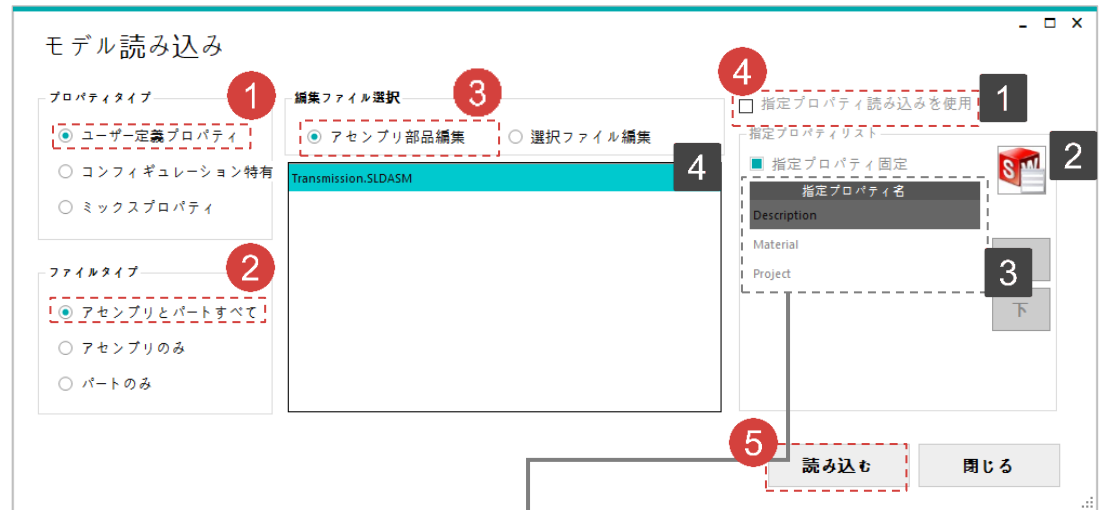 モデル読み込み
プロパティタイプ
1
ユーザー定義プロパティ
コンフィギュレーション特有
ミックスプロパティ
ファイルタイプ
2
アセンブリとパートすべて
アセンブリのみ
パートのみ
編集ファイル選択
3
アセンブリ部品編集
選択ファイル編集
4
Transmission.SLDASM
4
指定プロパティ読み込みを使用
1
指定プロパティリスト
指定プロパティ固定
SW
2
指定プロパティ名
Description
Material
Project
3
下
5
読み込む
閉じる